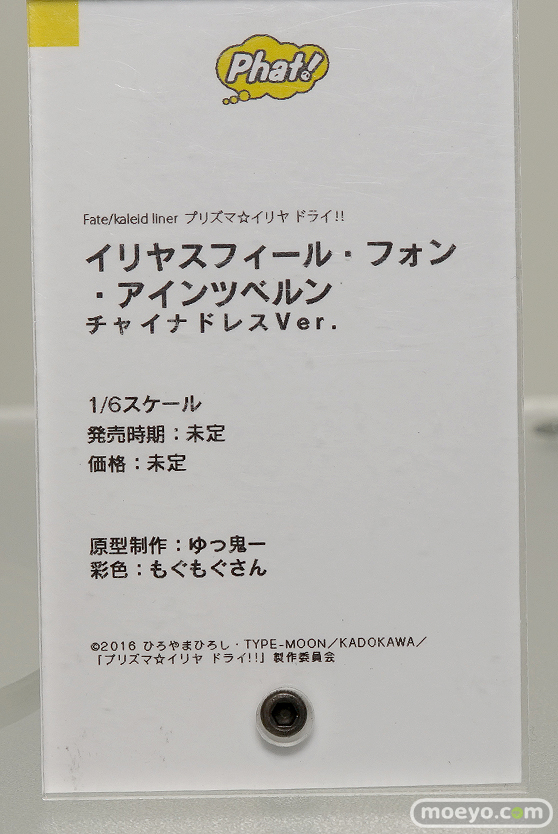 Phat!
Fate/kaleid liner プリズマ☆イリヤ ドライ!!
イリヤスフィール・フォン
・アインツベルン
チャイナドレスVer.
1/6スケール
発売時期：未定
価格：未定
原型制作：ゆっ鬼一
彩色：もぐもぐさん
©2016 ひろやまひろし・TYPE-MOON／KADOKAWA／
「プリズマ☆イリヤ ドライ!!」製作委員会
moeyo.com